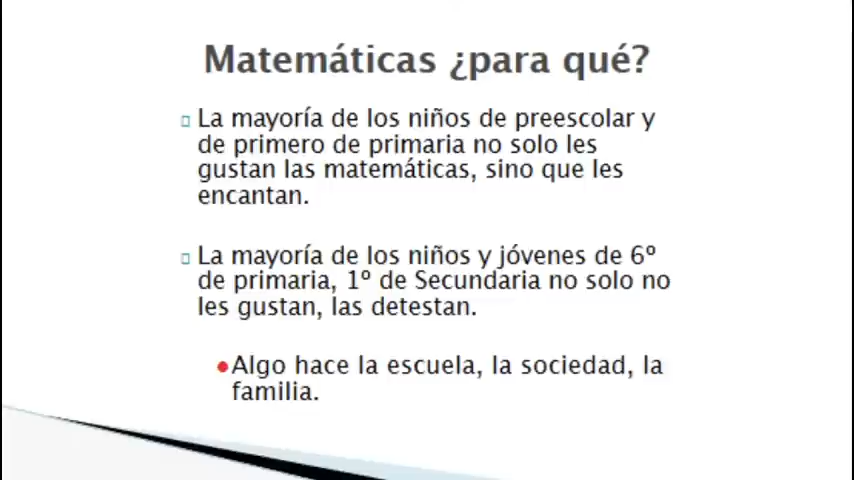 Matemáticas ¿para qué?
La mayoría de los niños de preescolar y
de primero de primaria no solo les
gustan las matemáticas, sino que les
encantan.
La mayoría de los niños y jóvenes de 6º
de primaria, 1º de Secundaria no solo no
les gustan, las detestan.
Algo hace la escuela, la sociedad, la
familia.